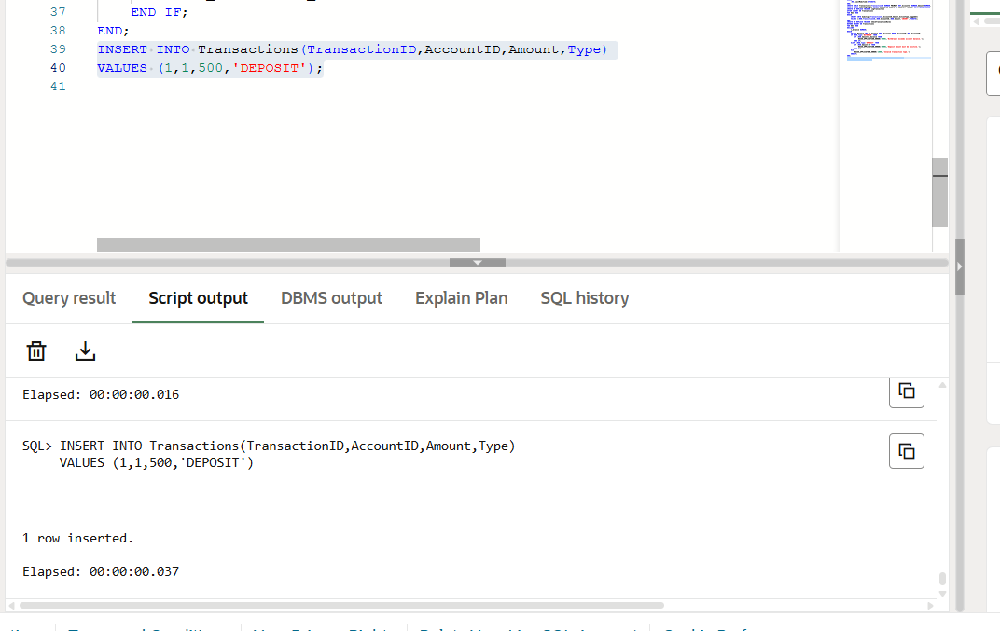 37 END IF;
38 END;
39 INSERT INTO Transactions(TransactionID,AccountID,Amount,Type)
40 VALUES (1,1,500,'DEPOSIT');
41
Query result Script output DBMS output Explain Plan SQL history
Elapsed: 00:00:00.016
SQL> INSERT INTO Transactions(TransactionID,AccountID,Amount,Type)
VALUES (1,1,500,'DEPOSIT')
1 row inserted.
Elapsed: 00:00:00.037